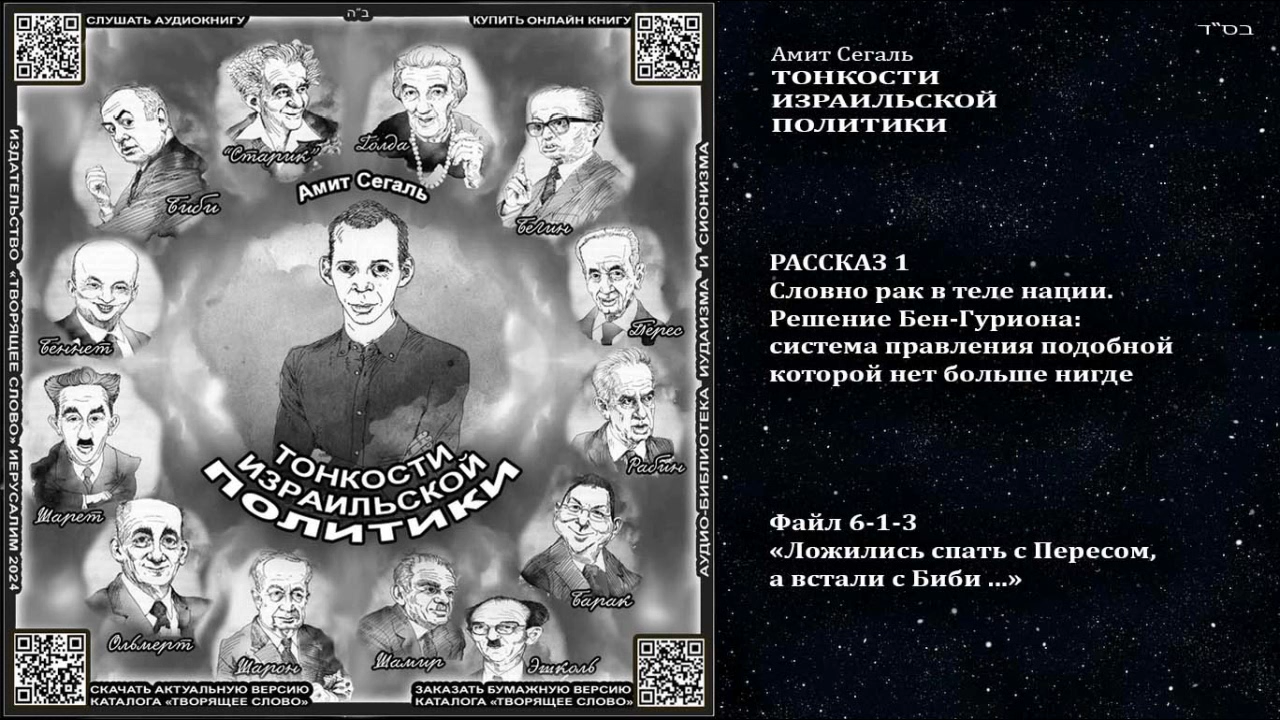 СЛУШАТЬ АУДИОКНИГУ
ב"ה
КУПИТЬ ОНЛАЙН КНИГУ
ИЗДАТЕЛЬСТВО «ТВОРЯЩЕЕ СЛОВО» ИЕРУСАЛИМ 2024
АУДИО-БИБЛИОТЕКА ИУДАИЗМА И СИОНИЗМА
Биби
"Старик"
Голда
Бегин
Амит Сегаль
Беннет
Перес
Шарет
Рабин
ТОНКОСТИ
ИЗРАИЛЬСКОЙ
ПОЛИТИКИ
Ольмерт
Шарон
Шамир
Эшколь
Барак
СКАЧАТЬ АКТУАЛЬНУЮ ВЕРСИЮ
КАТАЛОГА «ТВОРЯЩЕЕ СЛОВО»
ЗАКАЗАТЬ БУМАЖНУЮ ВЕРСИЮ
КАТАЛОГА «ТВОРЯЩЕЕ СЛОВО»
בס"ד
Амит Сегаль
ТОНКОСТИ
ИЗРАИЛЬСКОЙ
ПОЛИТИКИ
РАССКАЗ 1
Словно рак в теле нации.
Решение Бен-Гуриона:
система правления подобной
которой нет больше нигде
Файл 6-1-3
«Ложились спать с Пересом,
а встали с Биби ...»